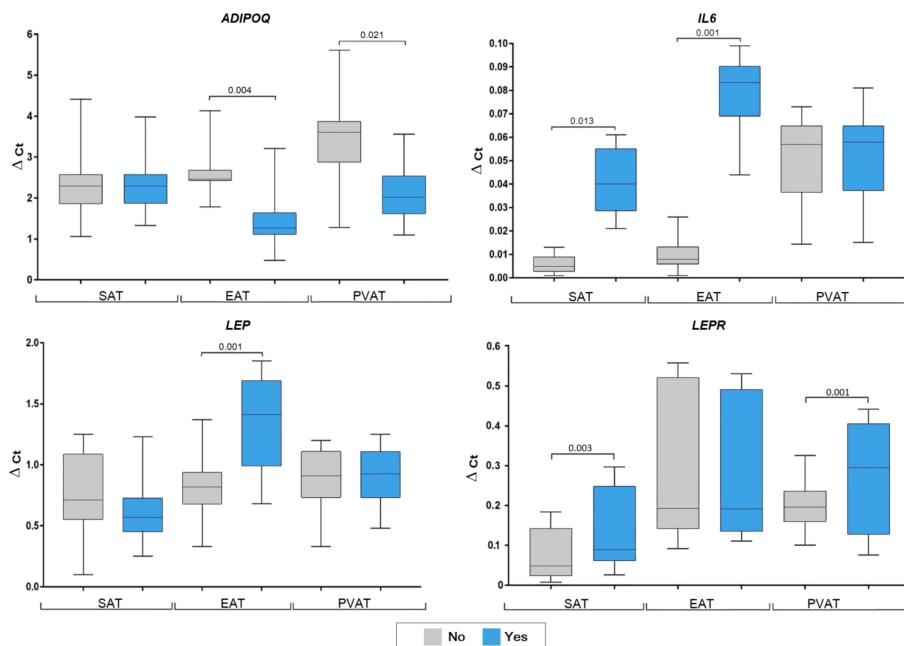 ADIPOQ
6
5
4
3
2
1
0
Δ Ct
0.004
0.021
SAT EAT PVAT
IL6
0.10
0.09
0.08
0.07
0.06
0.05
0.04
0.03
0.02
0.01
0.00
Δ Ct
0.013
0.001
SAT EAT PVAT
LEP
2.0
1.5
1.0
0.5
0.0
Δ Ct
0.001
SAT EAT PVAT
LEPR
0.6
0.5
0.4
0.3
0.2
0.1
0
Δ Ct
0.003
0.001
SAT EAT PVAT
No Yes